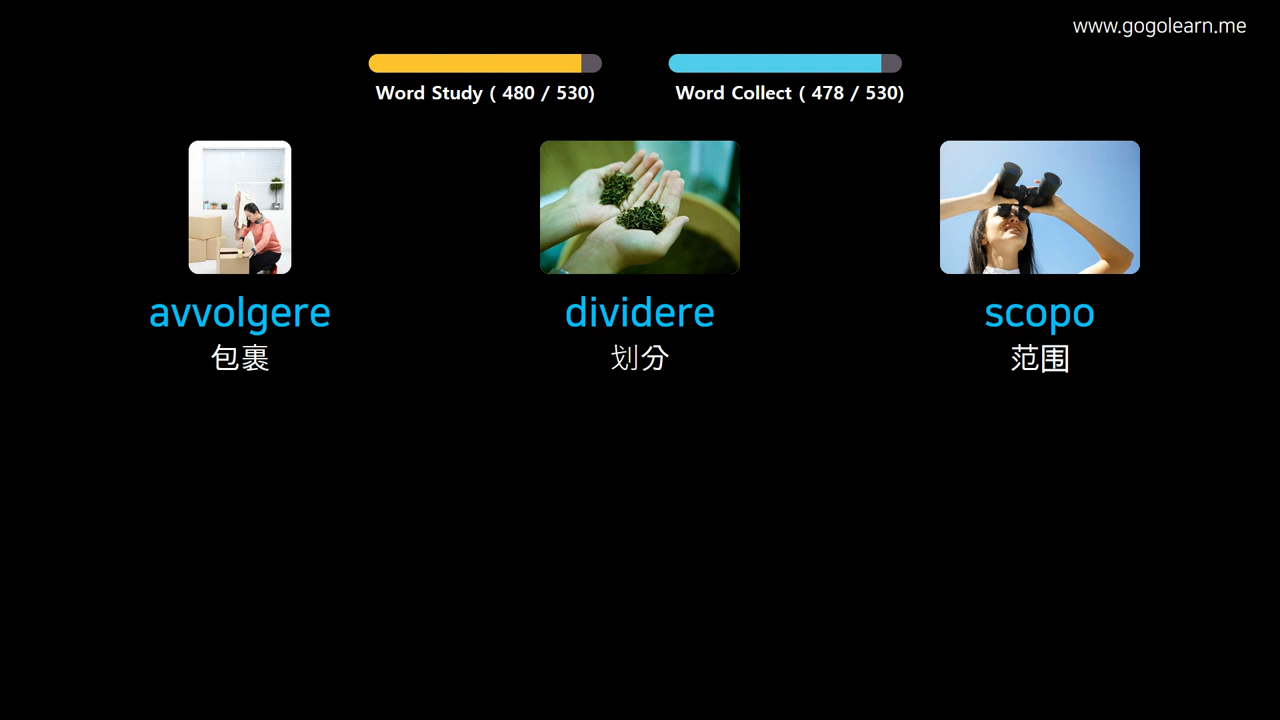 www.gogolearn.me
Word Study ( 480 / 530)
Word Collect ( 478 / 530)
avvolgere
dividere
scopo
包裹
划分
范围